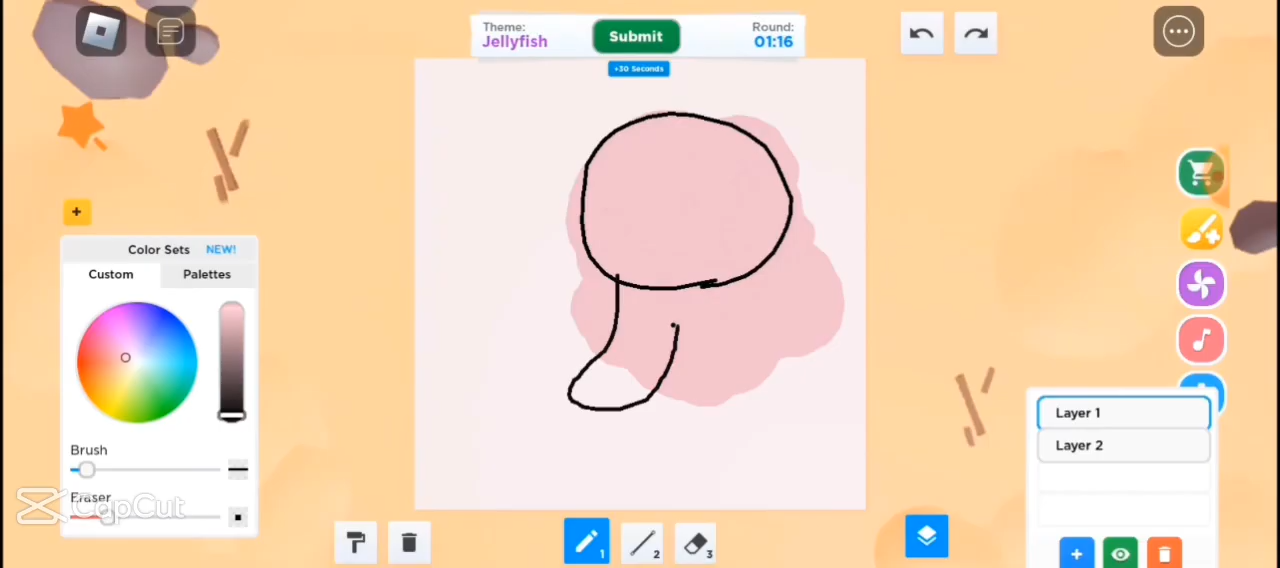 Theme:
Jellyfish
Submit
Round:
01:16
+30 Seconds
+
Color Sets NEW!
Custom Palettes
Brush
Eraser
CapCut
1
2
3
Layer 1
Layer 2
+